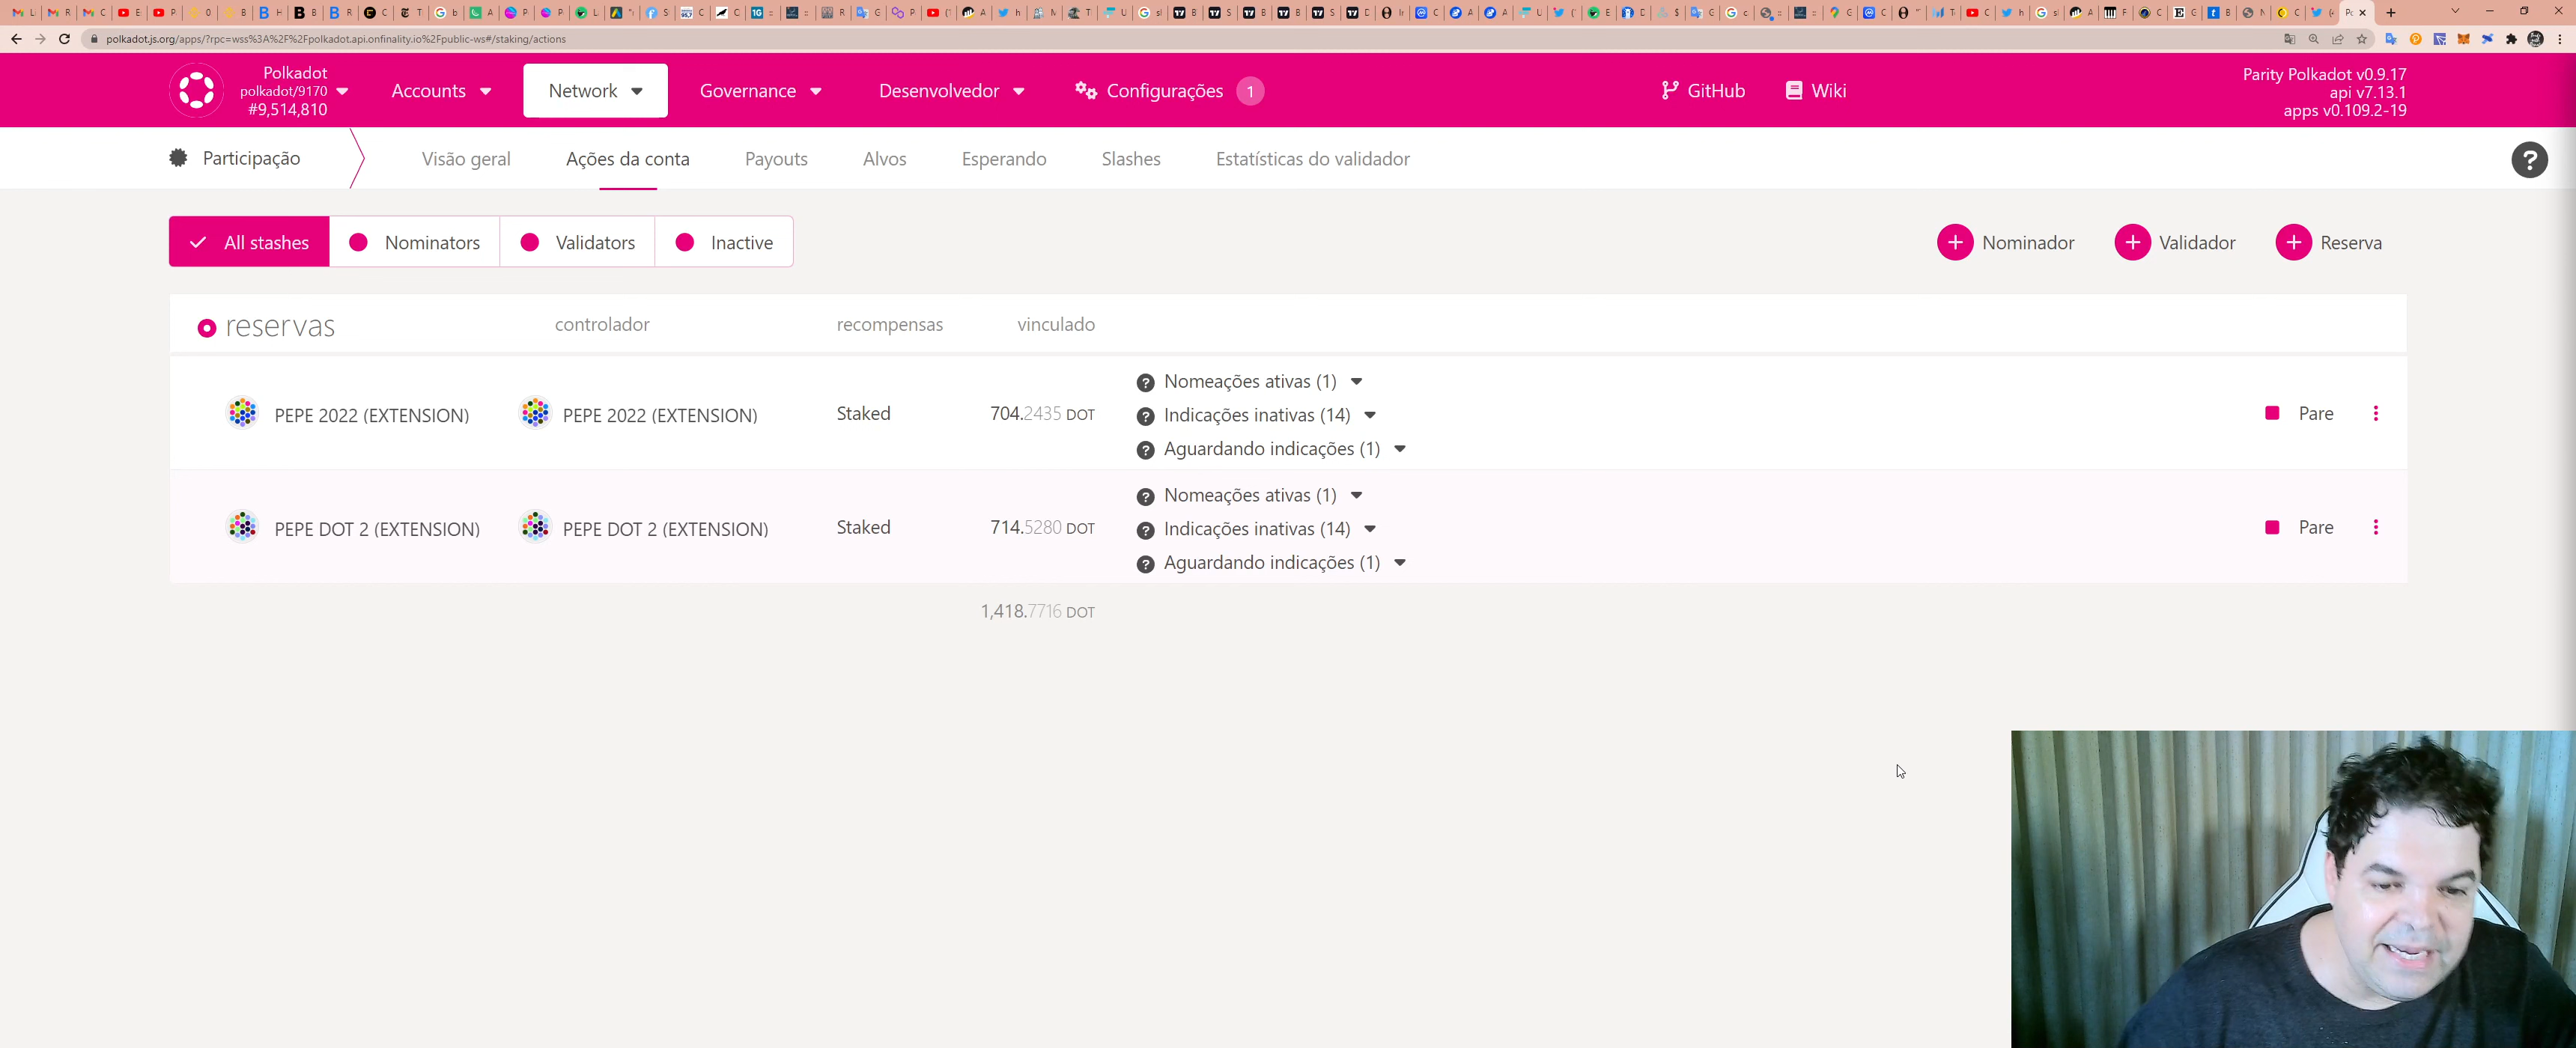 polkadot.js.org/apps/?rpc=wss%3A%2F%2Fpolkadot.api.onfinality.io%2Fpublic-ws#/staking/actions
Polkadot
polkadot/9170
#9,514,810
Accounts
Network
Governance
Desenvolvedor
Configurações 1
GitHub
Wiki
Parity Polkadot v0.9.17
api v7.13.1
apps v0.109.2-19
Participação
Visão geral
Ações da conta
Payouts
Alvos
Esperando
Slashes
Estatísticas do validador
?
All stashes
Nominators
Validators
Inactive
Nominador
Validador
Reserva
reservas controlador recompensas vinculado
PEPE 2022 (EXTENSION) PEPE 2022 (EXTENSION) Staked 704.2435 DOT
Nomeações ativas (1)
Indicações inativas (14)
Aguardando indicações (1)
Pare
PEPE DOT 2 (EXTENSION) PEPE DOT 2 (EXTENSION) Staked 714.5280 DOT
Nomeações ativas (1)
Indicações inativas (14)
Aguardando indicações (1)
Pare
1,418.7716 DOT